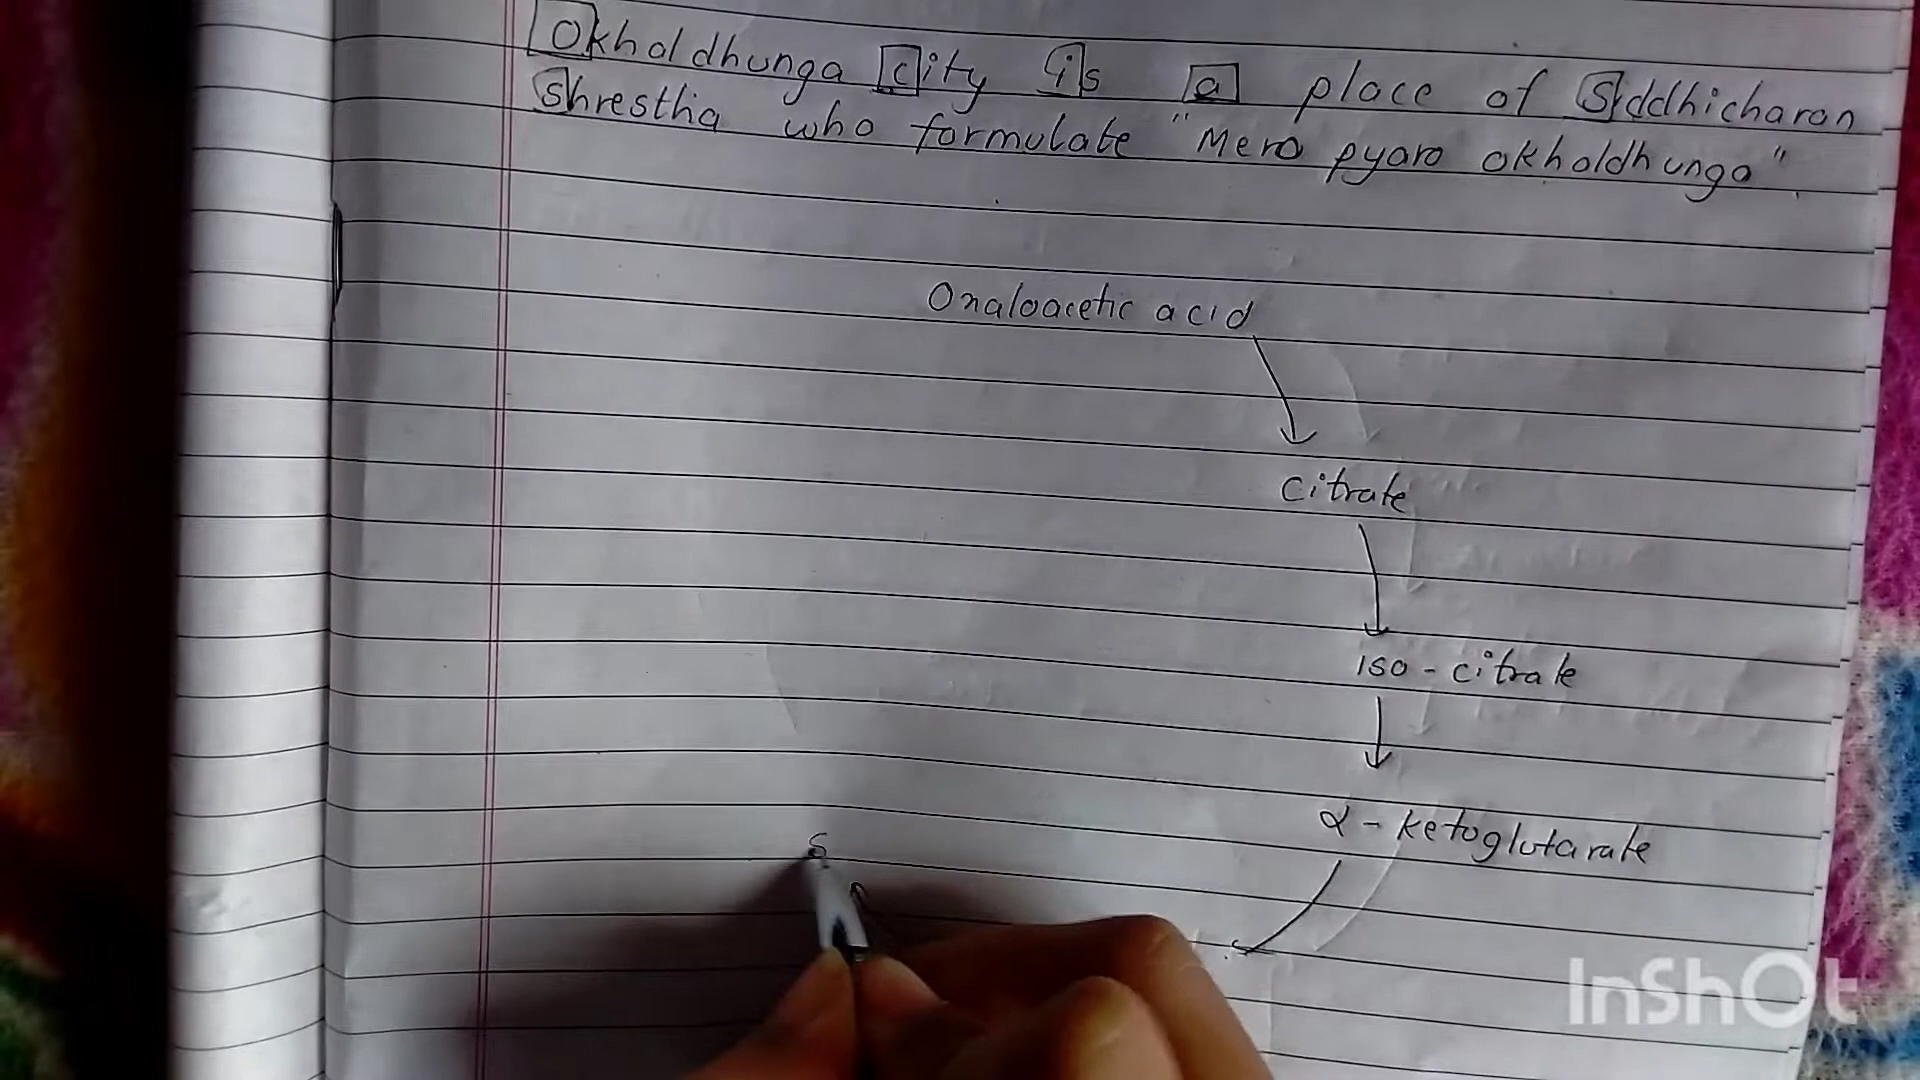 Okholdhunga city is a place of Siddhicharan
Shrestha who formulate "Mero pyaro okholdhunga"
Oxaloacetic acid
citrate
iso - citrate
α - ketoglutarate
S
InShOt